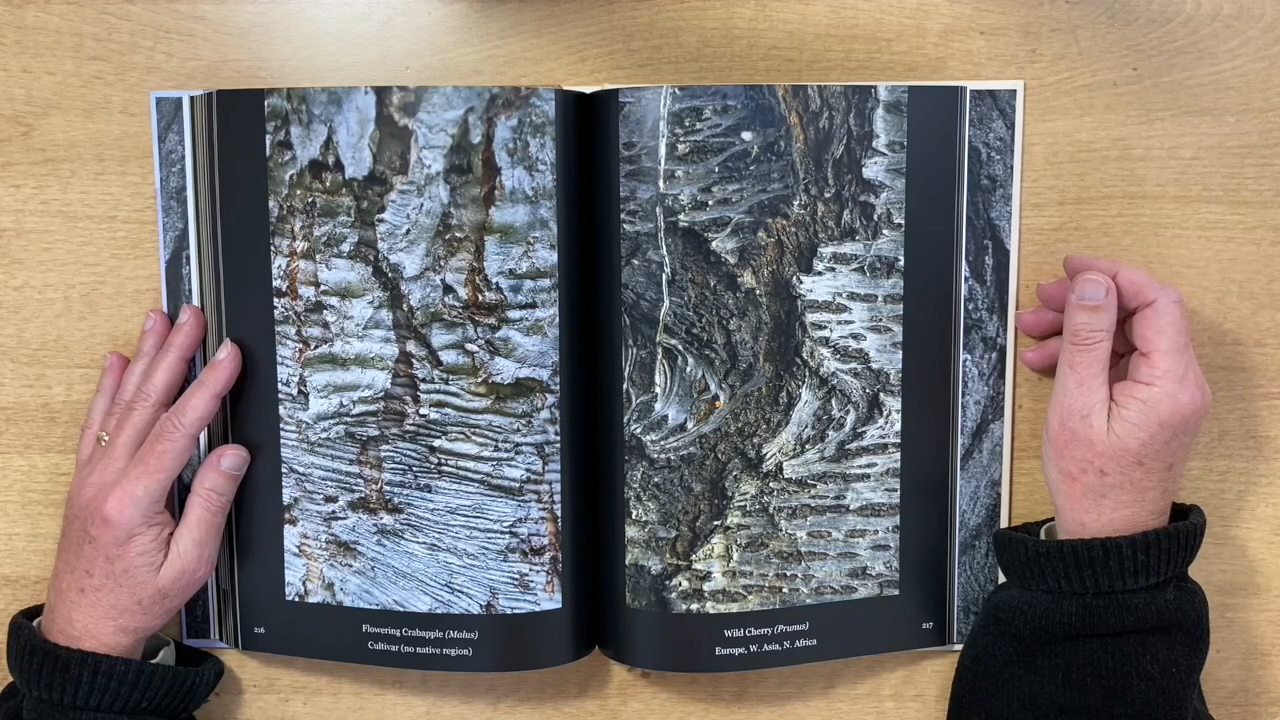 216
Flowering Crabapple (Malus)
Cultivar (no native region)
Wild Cherry (Prunus)
Europe, W. Asia, N. Africa
217